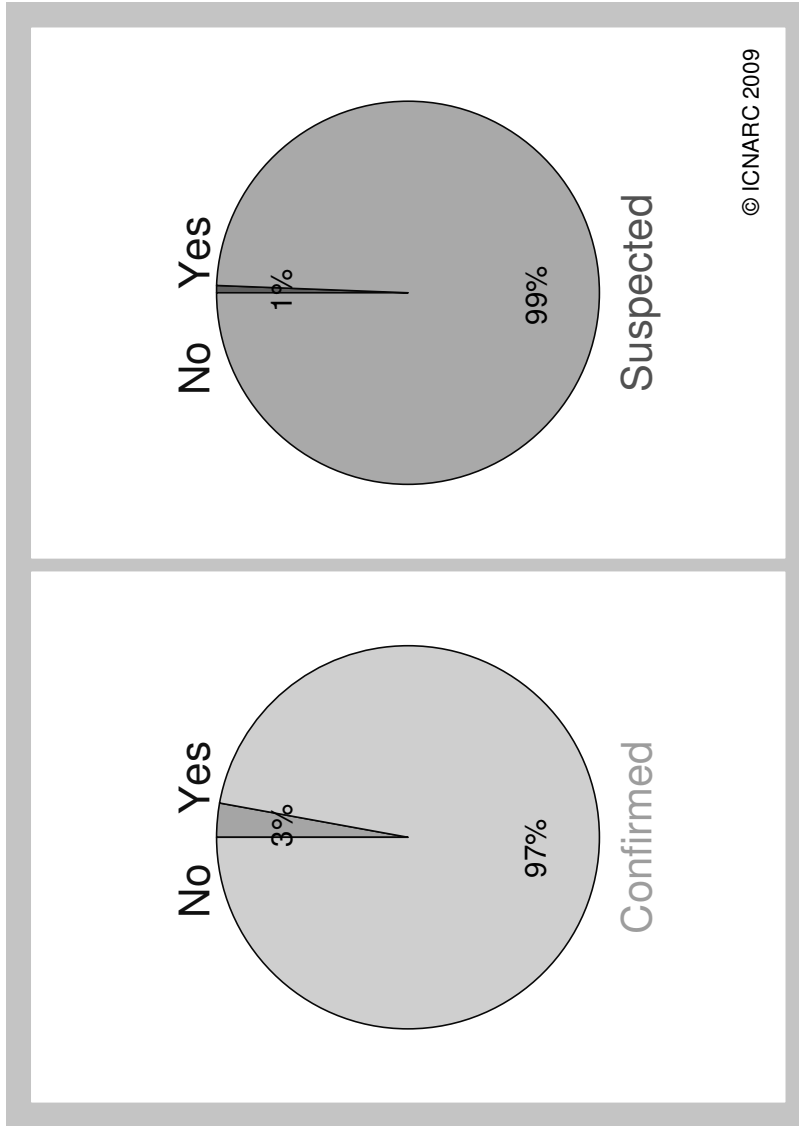 No
Yes
3%
97%
Confirmed
No
Yes
1%
99%
Suspected
© ICNARC 2009